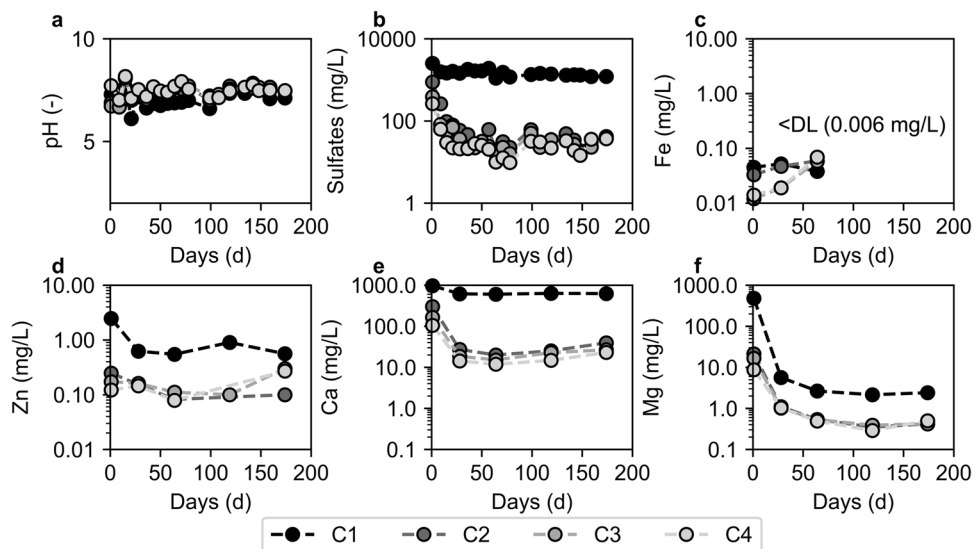 a
b
c
10
5
2
pH (-)
0 50 100 150 200
Days (d)
10000
100
1
Sulfates (mg/L)
0 50 100 150 200
Days (d)
10.00
1.00
0.10
0.01
Fe (mg/L)
<DL (0.006 mg/L)
0 50 100 150 200
Days (d)
d
e
f
10.00
1.00
0.10
0.01
Zn (mg/L)
0 50 100 150 200
Days (d)
1000.0
100.0
10.0
1.0
0.1
Ca (mg/L)
0 50 100 150 200
Days (d)
1000.0
100.0
10.0
1.0
0.1
Mg (mg/L)
0 50 100 150 200
Days (d)
C1 C2 C3 C4